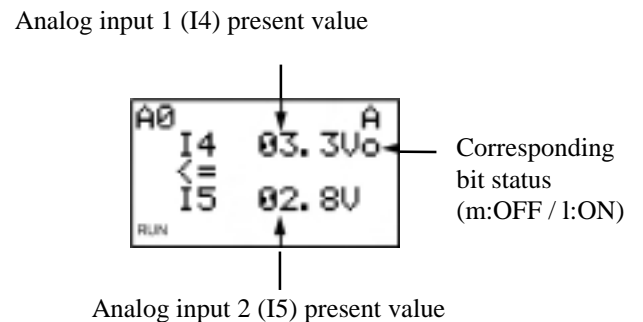 Analog input 1 (I4) present value
A0 A
I4 03.3Vo
<=
I5 02.8V
RUN
Corresponding
bit status
(m:OFF / l:ON)
Analog input 2 (I5) present value